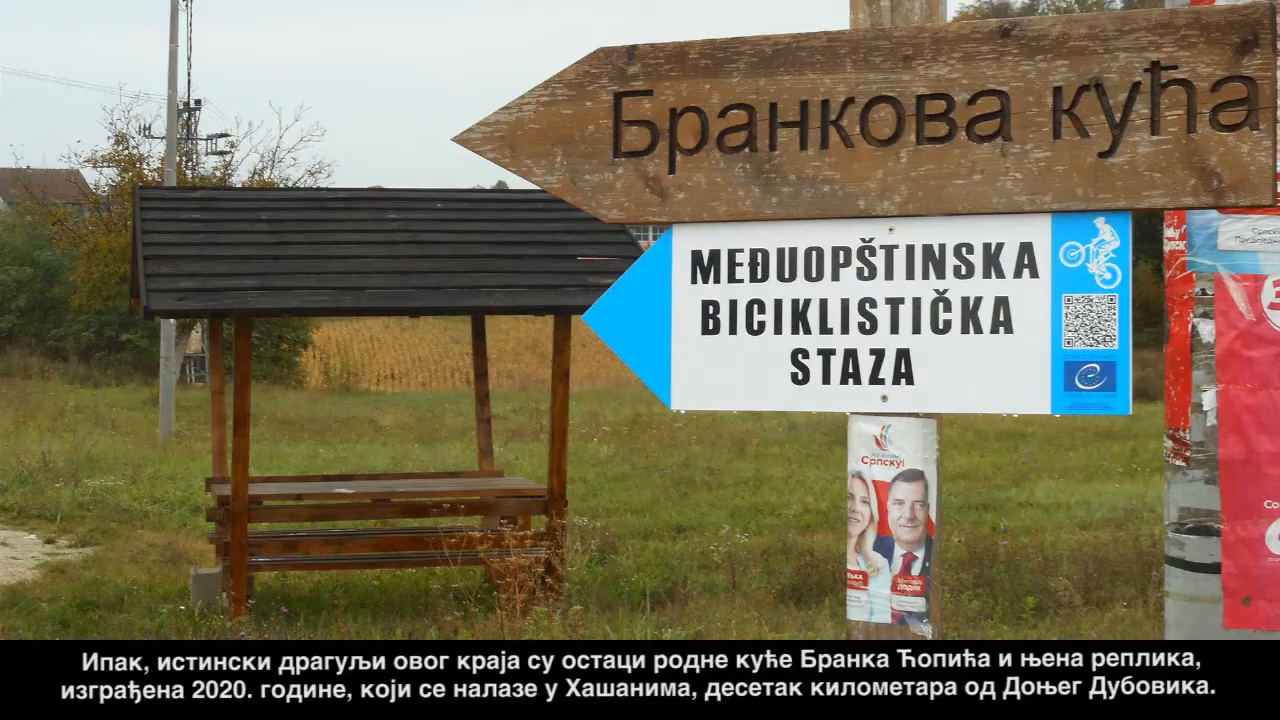 Бранкова кућа
MEĐUOPŠTINSKA
BICIKLISTIČKA
STAZA
Српску!
Додик
Ипак, истински драгуљи овог краја су остаци родне куће Бранка Ћопића и њена реплика,
изграђена 2020. године, који се налазе у Хашанима, десетак километара од Доњег Дубовика.